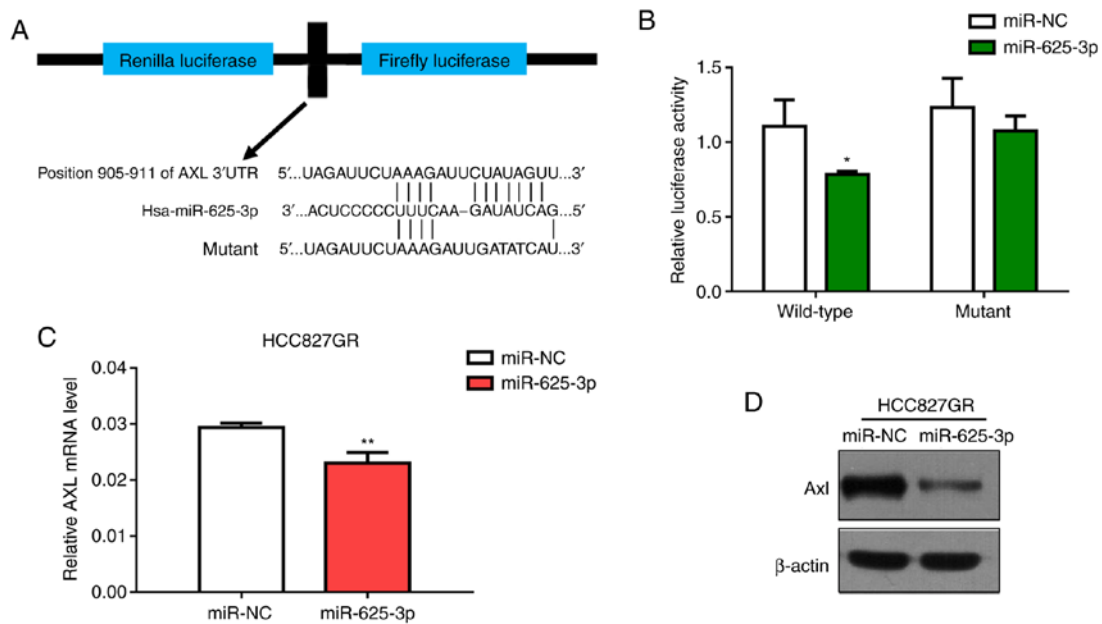 A
Renilla luciferase
Firefly luciferase
Position 905-911 of AXL 3'UTR 5'...UAGAUUCUAAAGAUUCUAUAGUU...3'
Hsa-miR-625-3p 3'...ACUCCCCCUUUCAA–GAUAUCAG...5'
Mutant 5'...UAGAUUCUAAAGAUUGATATCAU...3'
B
miR-NC
miR-625-3p
Relative luciferase activity
1.5
1.0
0.5
0.0
*
Wild-type
Mutant
C
HCC827GR
miR-NC
miR-625-3p
Relative AXL mRNA level
0.04
0.03
0.02
0.01
0.00
**
miR-NC
miR-625-3p
D
HCC827GR
miR-NC miR-625-3p
Axl
β-actin